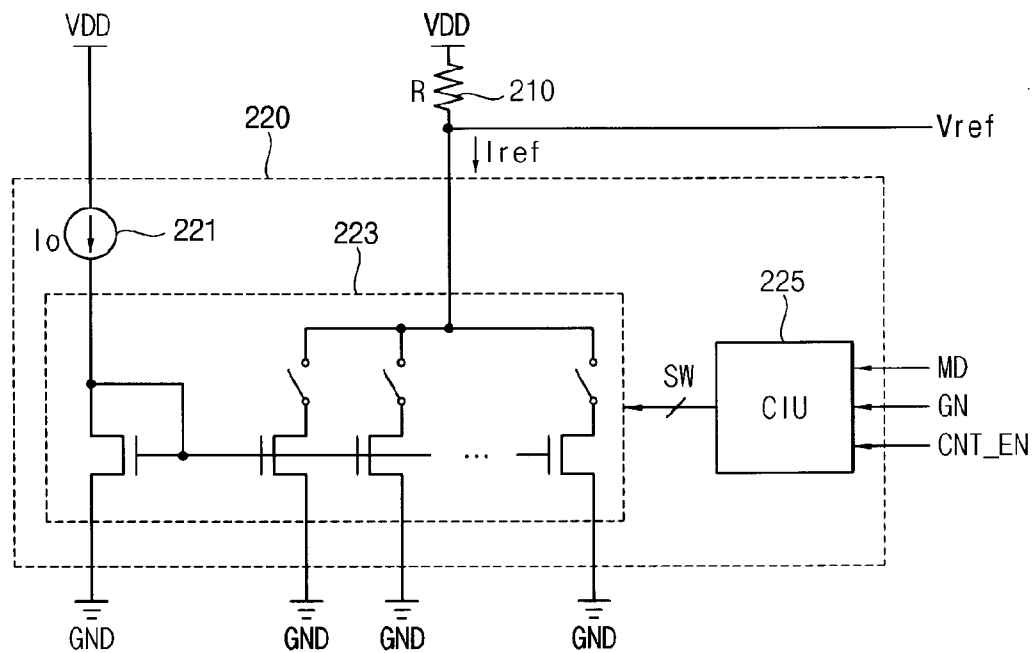 VDD
VDD
R
210
Vref
220
Iref
Io
221
223
225
SW
CIU
MD
GN
CNT_EN
...
GND
GND
GND
GND